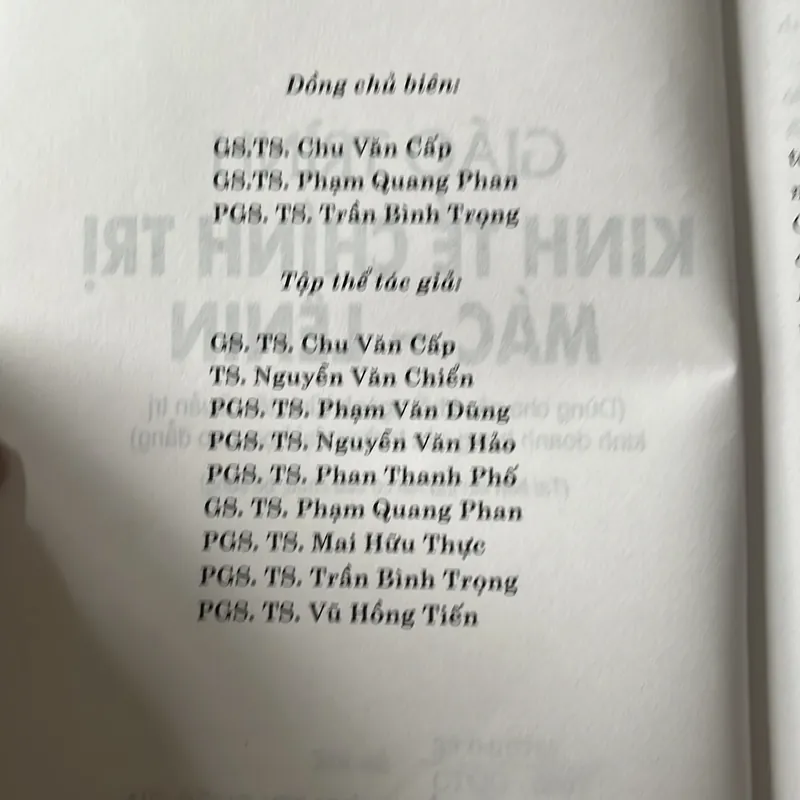 Đồng chủ biên:
GS.TS. Chu Văn Cấp
GS.TS. Phạm Quang Phan
PGS. TS. Trần Bình Trọng
Tập thể tác giả:
GS. TS. Chu Văn Cấp
TS. Nguyễn Văn Chiển
PGS. TS. Phạm Văn Dũng
PGS. TS. Nguyễn Văn Hảo
PGS. TS. Phan Thanh Phố
GS. TS. Phạm Quang Phan
PGS. TS. Mai Hữu Thực
PGS. TS. Trần Bình Trọng
PGS. TS. Vũ Hồng Tiến